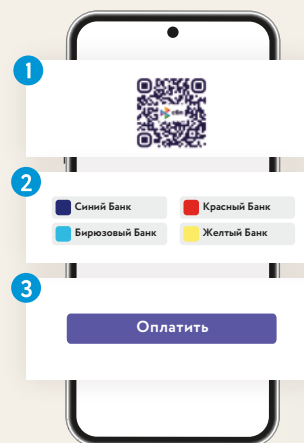 1
2
Синий Банк
Красный Банк
Бирюзовый Банк
Желтый Банк
3
Оплатить